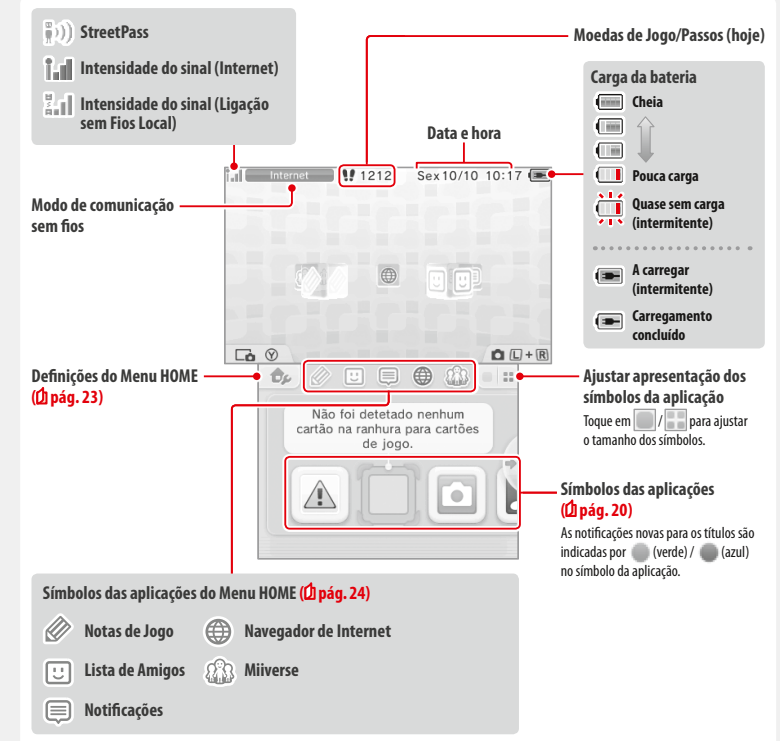 StreetPass
Intensidade do sinal (Internet)
Intensidade do sinal (Ligação
sem Fios Local)
Moedas de Jogo/Passos (hoje)
Data e hora
Carga da bateria
Cheia
Pouca carga
Quase sem carga
(intermitente)
A carregar
(intermitente)
Carregamento
concluído
Internet
1212
Sex 10/10 10:17
Modo de comunicação
sem fios
Y
L + R
Definições do Menu HOME
(pág. 23)
Não foi detetado nenhum
cartão na ranhura para cartões
de jogo.
Ajustar apresentação dos
símbolos da aplicação
Toque em / para ajustar
o tamanho dos símbolos.
Símbolos das aplicações
(pág. 20)
As notificações novas para os títulos são
indicadas por (verde) / (azul)
no símbolo da aplicação.
Símbolos das aplicações do Menu HOME (pág. 24)
Notas de Jogo
Navegador de Internet
Lista de Amigos
Miiverse
Notificações